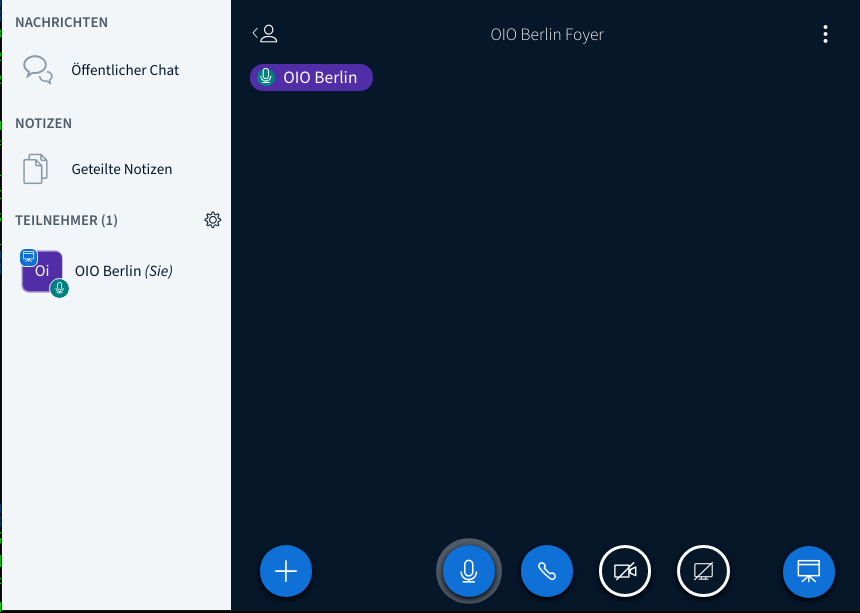 NACHRICHTEN
Öffentlicher Chat
NOTIZEN
Geteilte Notizen
TEILNEHMER (1)
Oi
OIO Berlin (Sie)
OIO Berlin Foyer
OIO Berlin